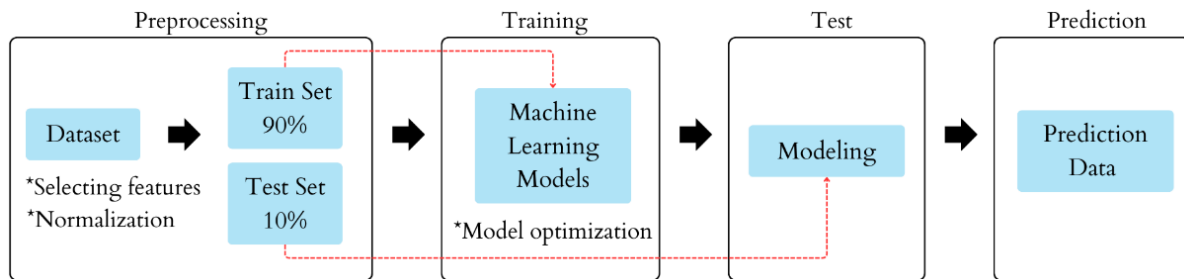 Preprocessing
Training
Test
Prediction
Dataset
*Selecting features
*Normalization
Train Set
90%
Test Set
10%
Machine
Learning
Models
*Model optimization
Modeling
Prediction
Data